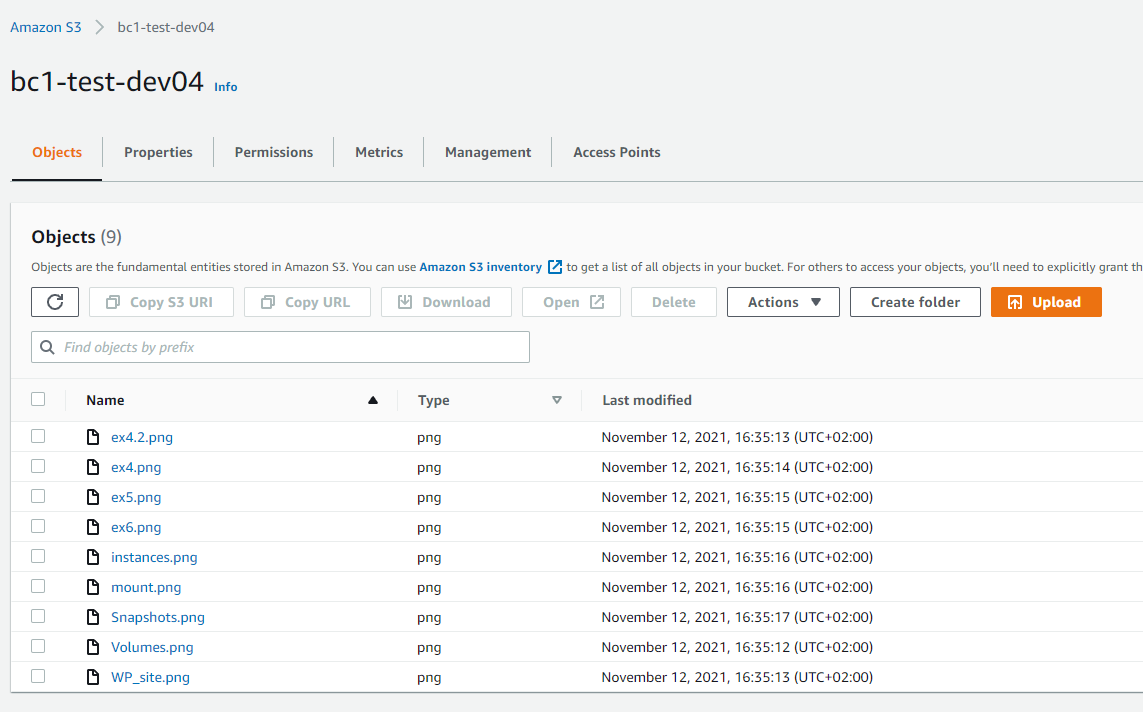 Amazon S3 > bc1-test-dev04
bc1-test-dev04 Info
Objects Properties Permissions Metrics Management Access Points
Objects (9)
Objects are the fundamental entities stored in Amazon S3. You can use Amazon S3 inventory to get a list of all objects in your bucket. For others to access your objects, you'll need to explicitly grant th
Copy S3 URI Copy URL Download Open Delete Actions Create folder Upload
Find objects by prefix
Name Type Last modified
ex4.2.png png November 12, 2021, 16:35:13 (UTC+02:00)
ex4.png png November 12, 2021, 16:35:14 (UTC+02:00)
ex5.png png November 12, 2021, 16:35:15 (UTC+02:00)
ex6.png png November 12, 2021, 16:35:15 (UTC+02:00)
instances.png png November 12, 2021, 16:35:16 (UTC+02:00)
mount.png png November 12, 2021, 16:35:16 (UTC+02:00)
Snapshots.png png November 12, 2021, 16:35:17 (UTC+02:00)
Volumes.png png November 12, 2021, 16:35:12 (UTC+02:00)
WP_site.png png November 12, 2021, 16:35:13 (UTC+02:00)